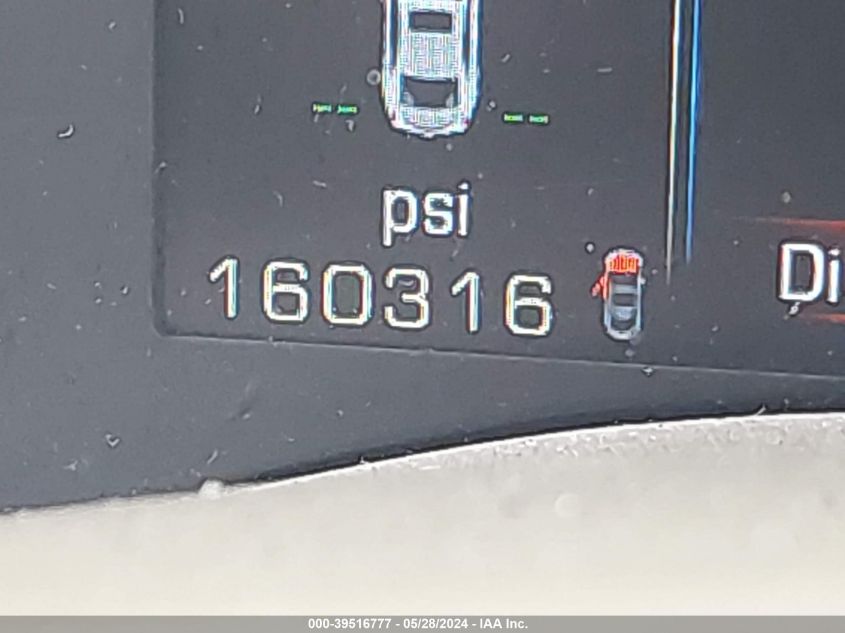 psi
160316
Di
000-39516777 - 05/28/2024 - IAA Inc.